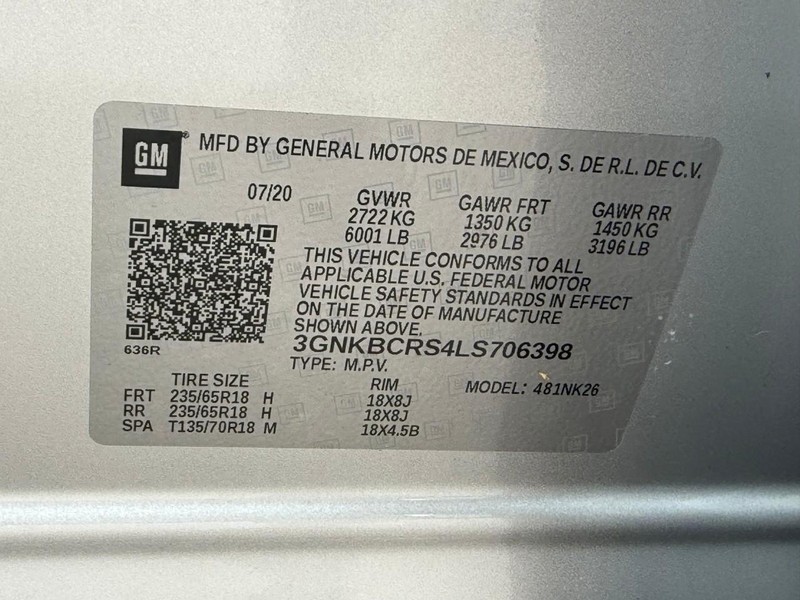 GM ® MFD BY GENERAL MOTORS DE MEXICO, S. DE R.L. DE C.V.
07/20 GVWR GAWR FRT GAWR RR
2722 KG 1350 KG 1450 KG
6001 LB 2976 LB 3196 LB
THIS VEHICLE CONFORMS TO ALL
APPLICABLE U.S. FEDERAL MOTOR
VEHICLE SAFETY STANDARDS IN EFFECT
ON THE DATE OF MANUFACTURE
SHOWN ABOVE.
636R 3GNKBCRS4LS706398
TYPE: M.P.V.
TIRE SIZE RIM MODEL: 481NK26
FRT 235/65R18 H 18X8J
RR 235/65R18 H 18X8J
SPA T135/70R18 M 18X4.5B